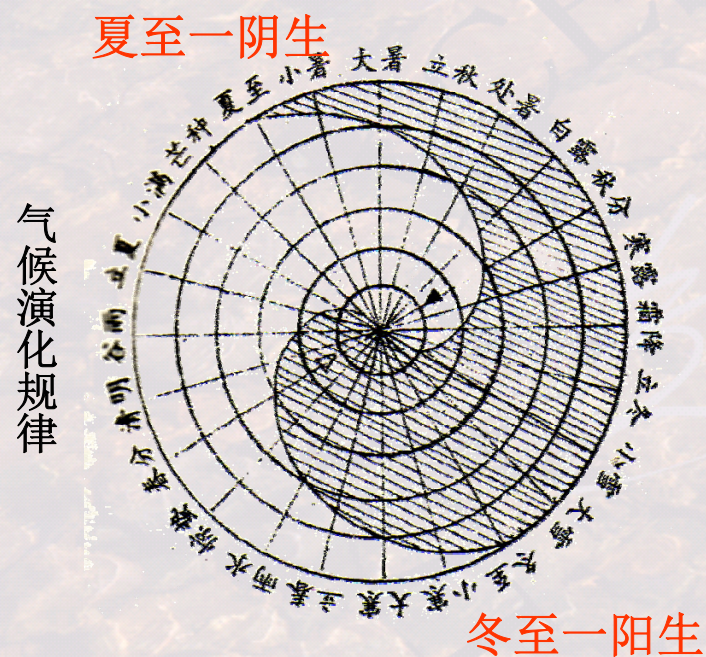 夏至一阴生
气候演化规律
夏至
小暑
大暑
立秋
处暑
白露
秋分
寒露
霜降
立冬
小雪
大雪
冬至
小寒
大寒
立春
雨水
惊蛰
春分
清明
谷雨
立夏
小满
芒种
冬至一阳生